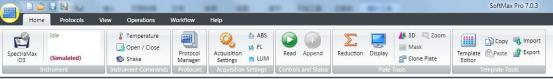 SoftMax Pro 7.0.3
Home Protocols View Operations Workflow Help
SpectraMax iD3
Idle
(Simulated)
Instrument
Temperature
Open / Close
Shake
Instrument Commands
Protocol Manager
Protocols
Acquisition Settings
ABS
FL
LUM
Acquisition Settings
Read
Append
Controls and Status
Reduction
Display
3D
Zoom
Mask
Clone Plate
Plate Tools
Template Editor
Copy
Import
Paste
Export
Template Tools